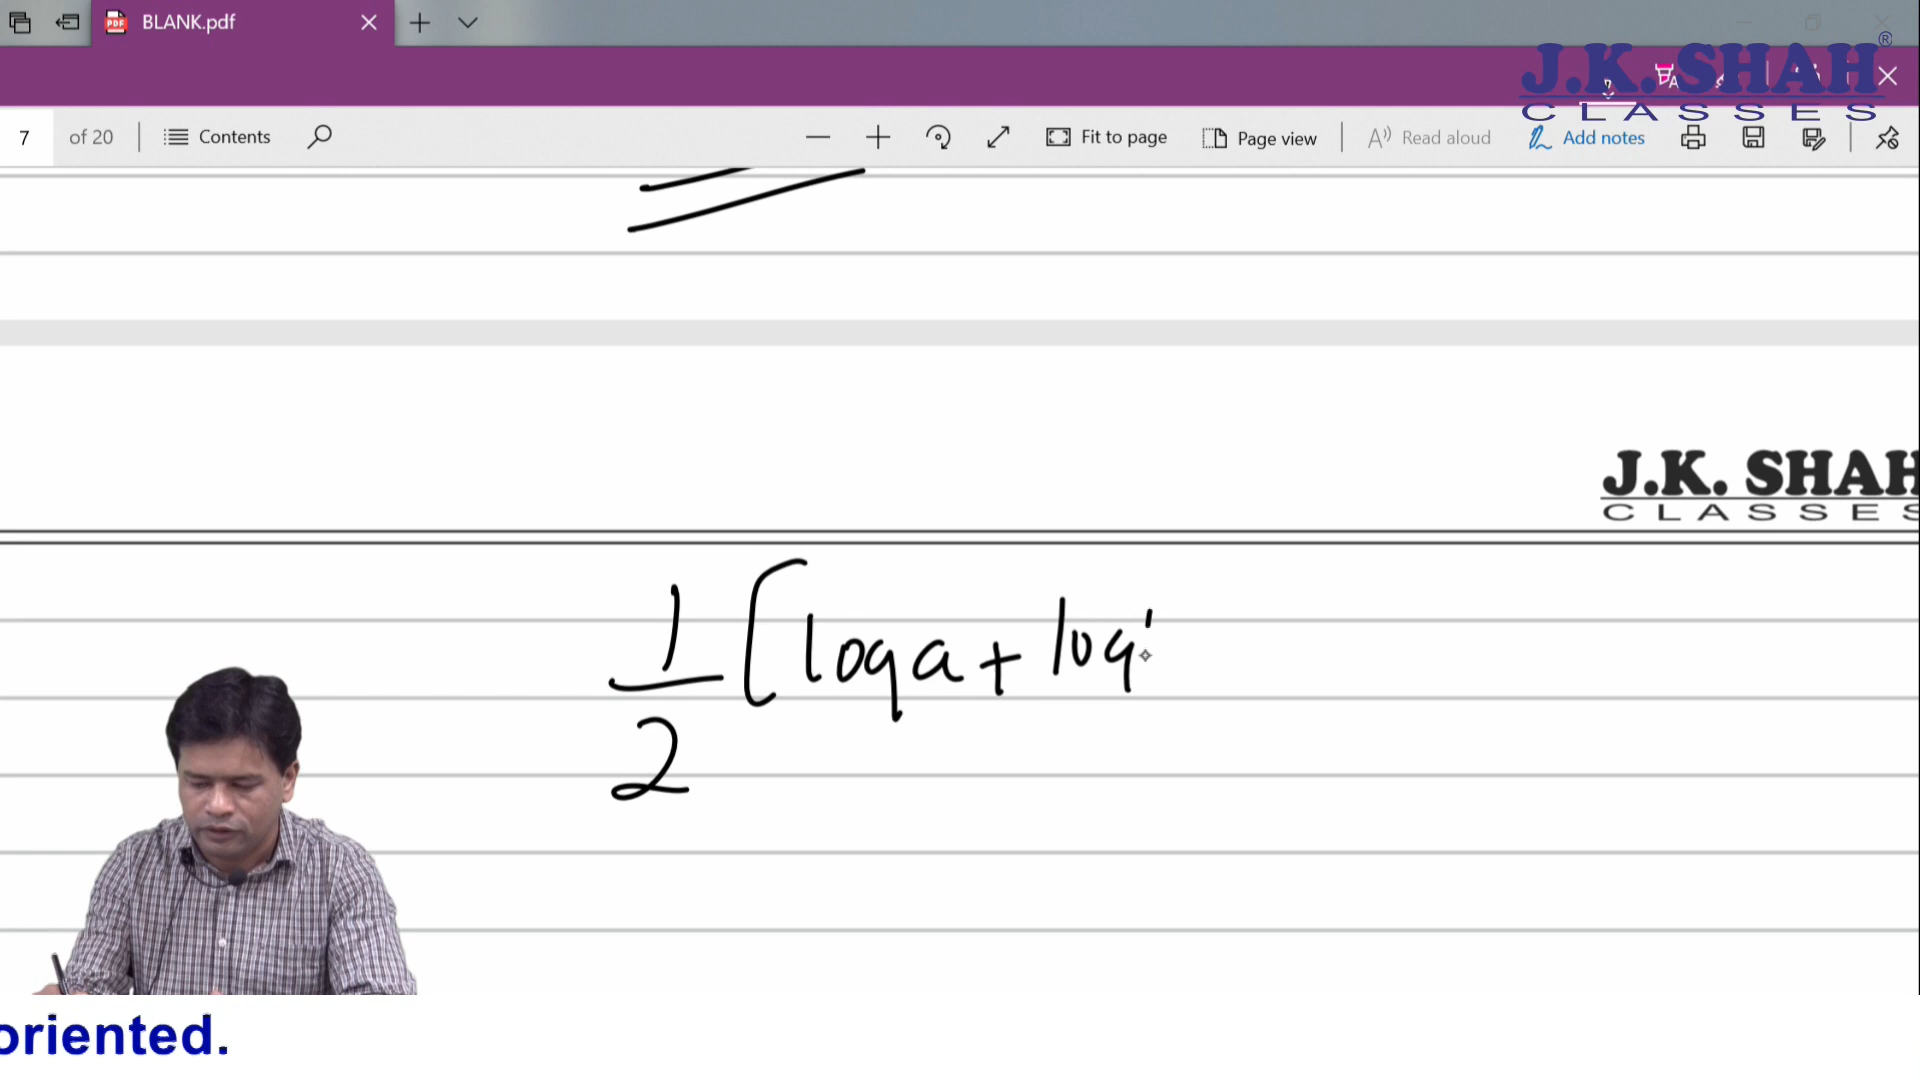 BLANK.pdf
J.K.SHAH®
CLASSES
7 of 20 Contents Fit to page Page view Read aloud Add notes
J.K. SHAH
CLASSES
1/2 [log a + log
oriented.